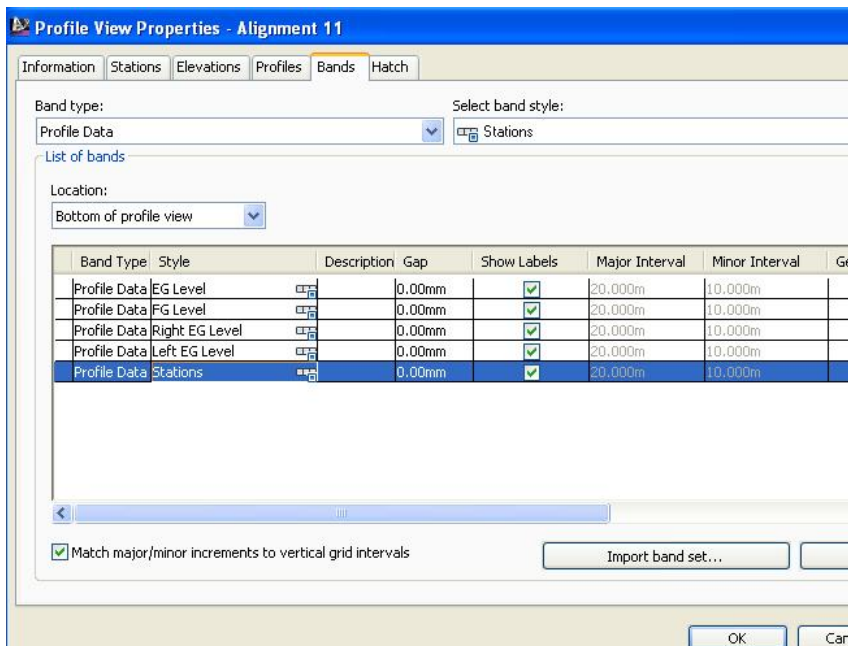 Profile View Properties - Alignment 11
Information Stations Elevations Profiles Bands Hatch
Band type: Select band style:
Profile Data Stations
List of bands
Location:
Bottom of profile view
Band Type Style Description Gap Show Labels Major Interval Minor Interval Ge
Profile Data EG Level 0.00mm 20.000m 10.000m
Profile Data FG Level 0.00mm 20.000m 10.000m
Profile Data Right EG Level 0.00mm 20.000m 10.000m
Profile Data Left EG Level 0.00mm 20.000m 10.000m
Profile Data Stations 0.00mm 20.000m 10.000m
Match major/minor increments to vertical grid intervals
Import band set...
OK Can